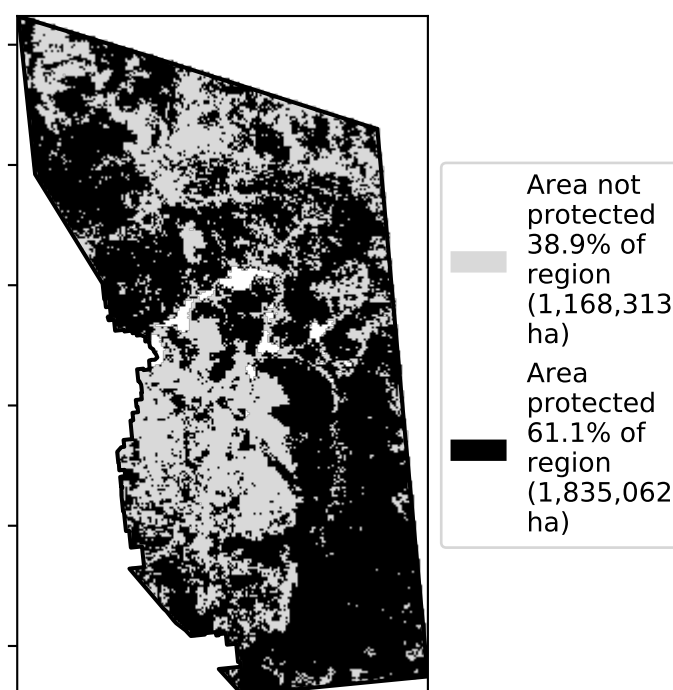 Area not
protected
38.9% of
region
(1,168,313
ha)
Area
protected
61.1% of
region
(1,835,062
ha)